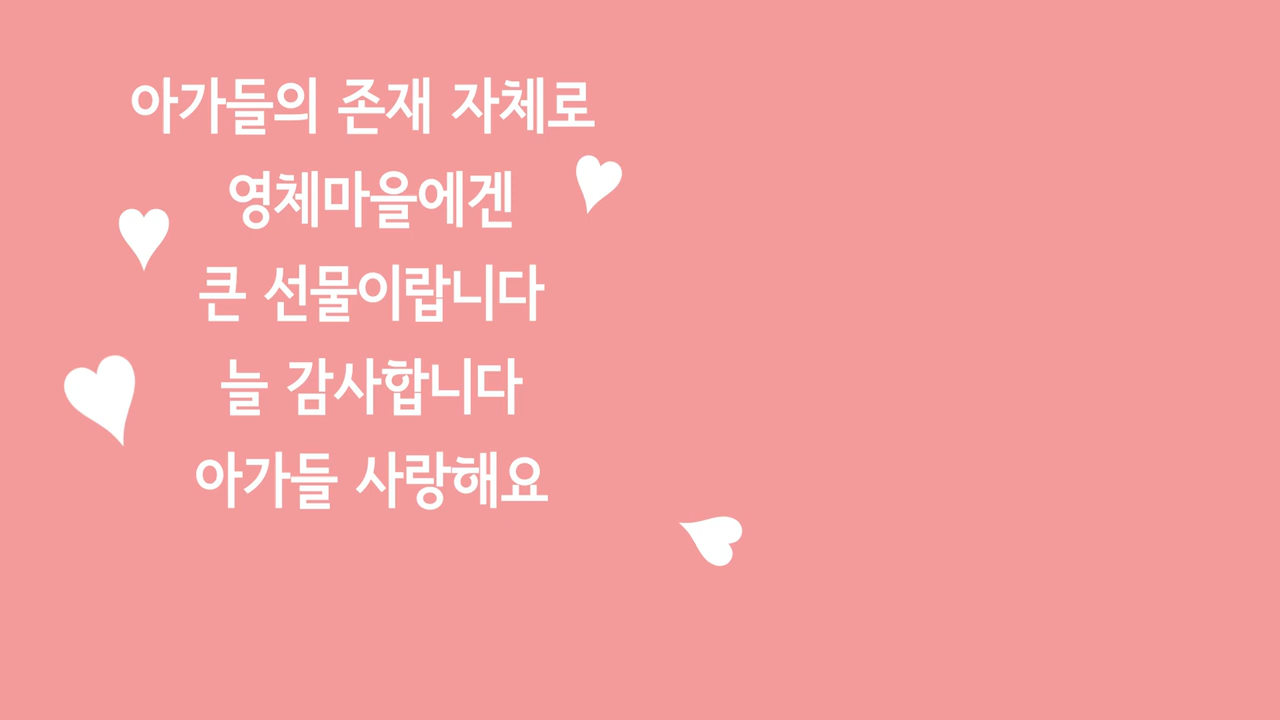 아가들의 존재 자체로
영체마을에겐
큰 선물이랍니다
늘 감사합니다
아가들 사랑해요